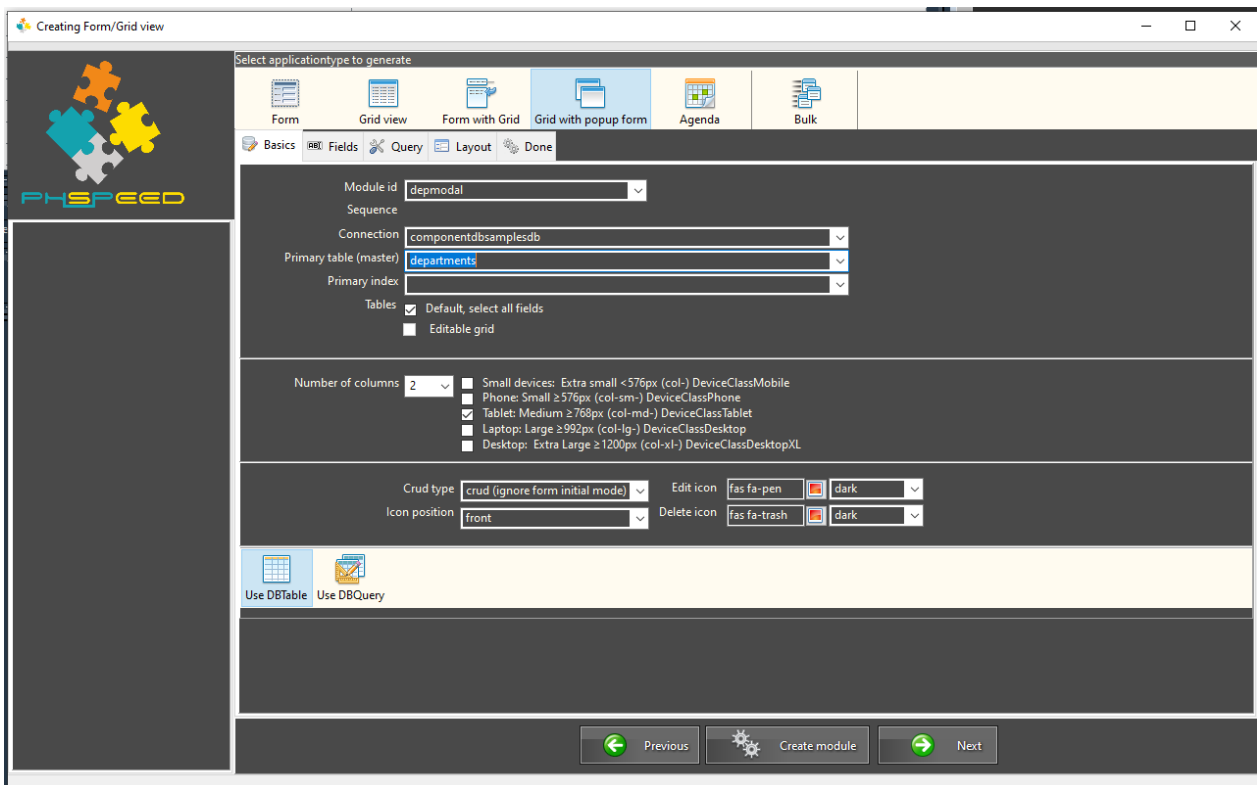 Creating Form/Grid view
Select applicationtype to generate
Form Grid view Form with Grid Grid with popup form Agenda Bulk
Basics Fields Query Layout Done
PHSPEED
Module id depmodal
Sequence
Connection componentdbsamplesdb
Primary table (master) departments
Primary index
Tables Default, select all fields
Editable grid
Number of columns 2 Small devices: Extra small <576px (col-) DeviceClassMobile
Phone: Small ≥576px (col-sm-) DeviceClassPhone
Tablet: Medium ≥768px (col-md-) DeviceClassTablet
Laptop: Large ≥992px (col-lg-) DeviceClassDesktop
Desktop: Extra Large ≥1200px (col-xl-) DeviceClassDesktopXL
Crud type crud (ignore form initial mode) Edit icon fas fa-pen dark
Icon position front Delete icon fas fa-trash dark
Use DBTable Use DBQuery
Previous Create module Next